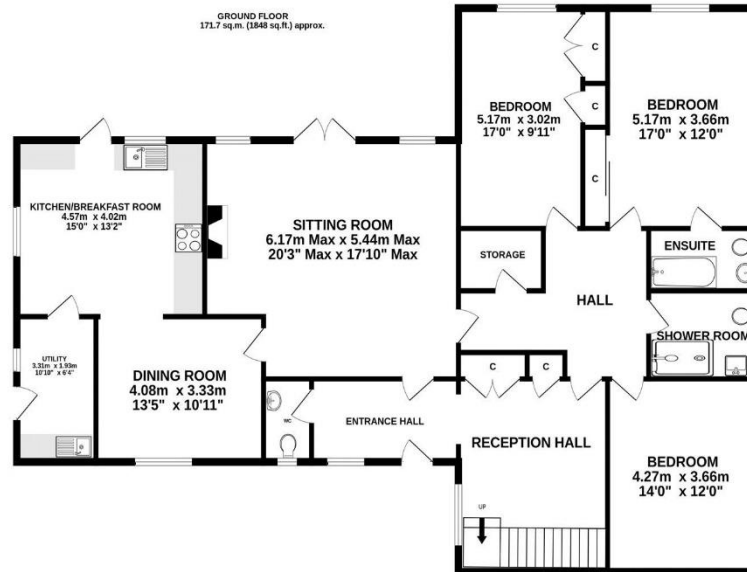 GROUND FLOOR
171.7 sq.m. (1848 sq.ft.) approx.
C
BEDROOM
5.17m x 3.02m
17'0" x 9'11"
C
BEDROOM
5.17m x 3.66m
17'0" x 12'0"
C
KITCHEN/BREAKFAST ROOM
4.57m x 4.02m
15'0" x 13'2"
SITTING ROOM
6.17m Max x 5.44m Max
20'3" Max x 17'10" Max
STORAGE
ENSUITE
HALL
SHOWER ROOM
UTILITY
3.31m x 1.93m
10'10" x 6'4"
DINING ROOM
4.08m x 3.33m
13'5" x 10'11"
C
C
WC
ENTRANCE HALL
RECEPTION HALL
BEDROOM
4.27m x 3.66m
14'0" x 12'0"
UP